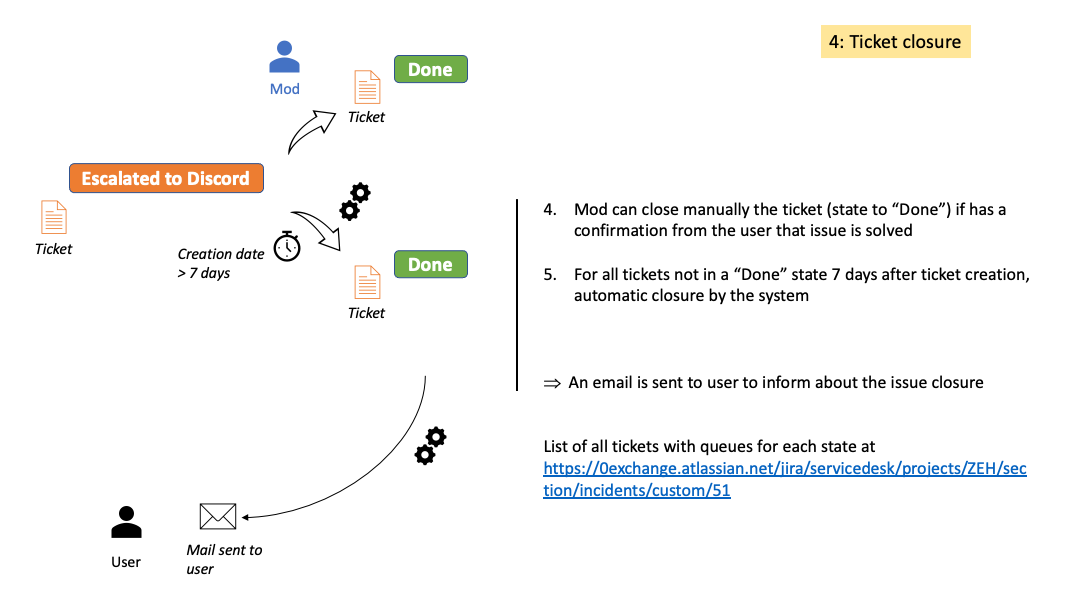 4: Ticket closure
Mod
Done
Ticket
Escalated to Discord
Ticket
Creation date
> 7 days
Done
Ticket
4. Mod can close manually the ticket (state to “Done”) if has a
confirmation from the user that issue is solved
5. For all tickets not in a “Done” state 7 days after ticket creation,
automatic closure by the system
⇒ An email is sent to user to inform about the issue closure
List of all tickets with queues for each state at
https://0exchange.atlassian.net/jira/servicedesk/projects/ZEH/sec
tion/incidents/custom/51
User
Mail sent to
user